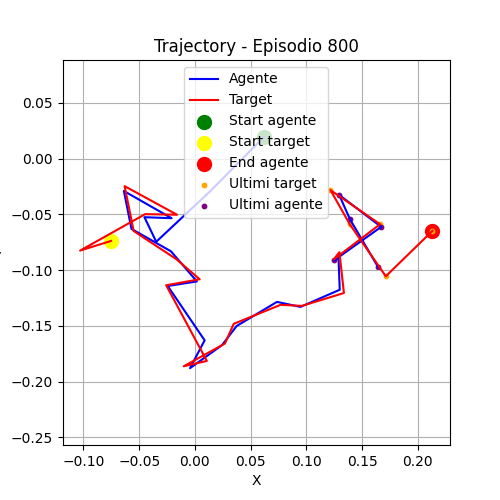 Trajectory - Episodio 800
Agente
Target
Start agente
Start target
End agente
Ultimi target
Ultimi agente
0.05
0.00
−0.05
−0.10
−0.15
−0.20
−0.25
−0.10
−0.05
0.00
0.05
0.10
0.15
0.20
X